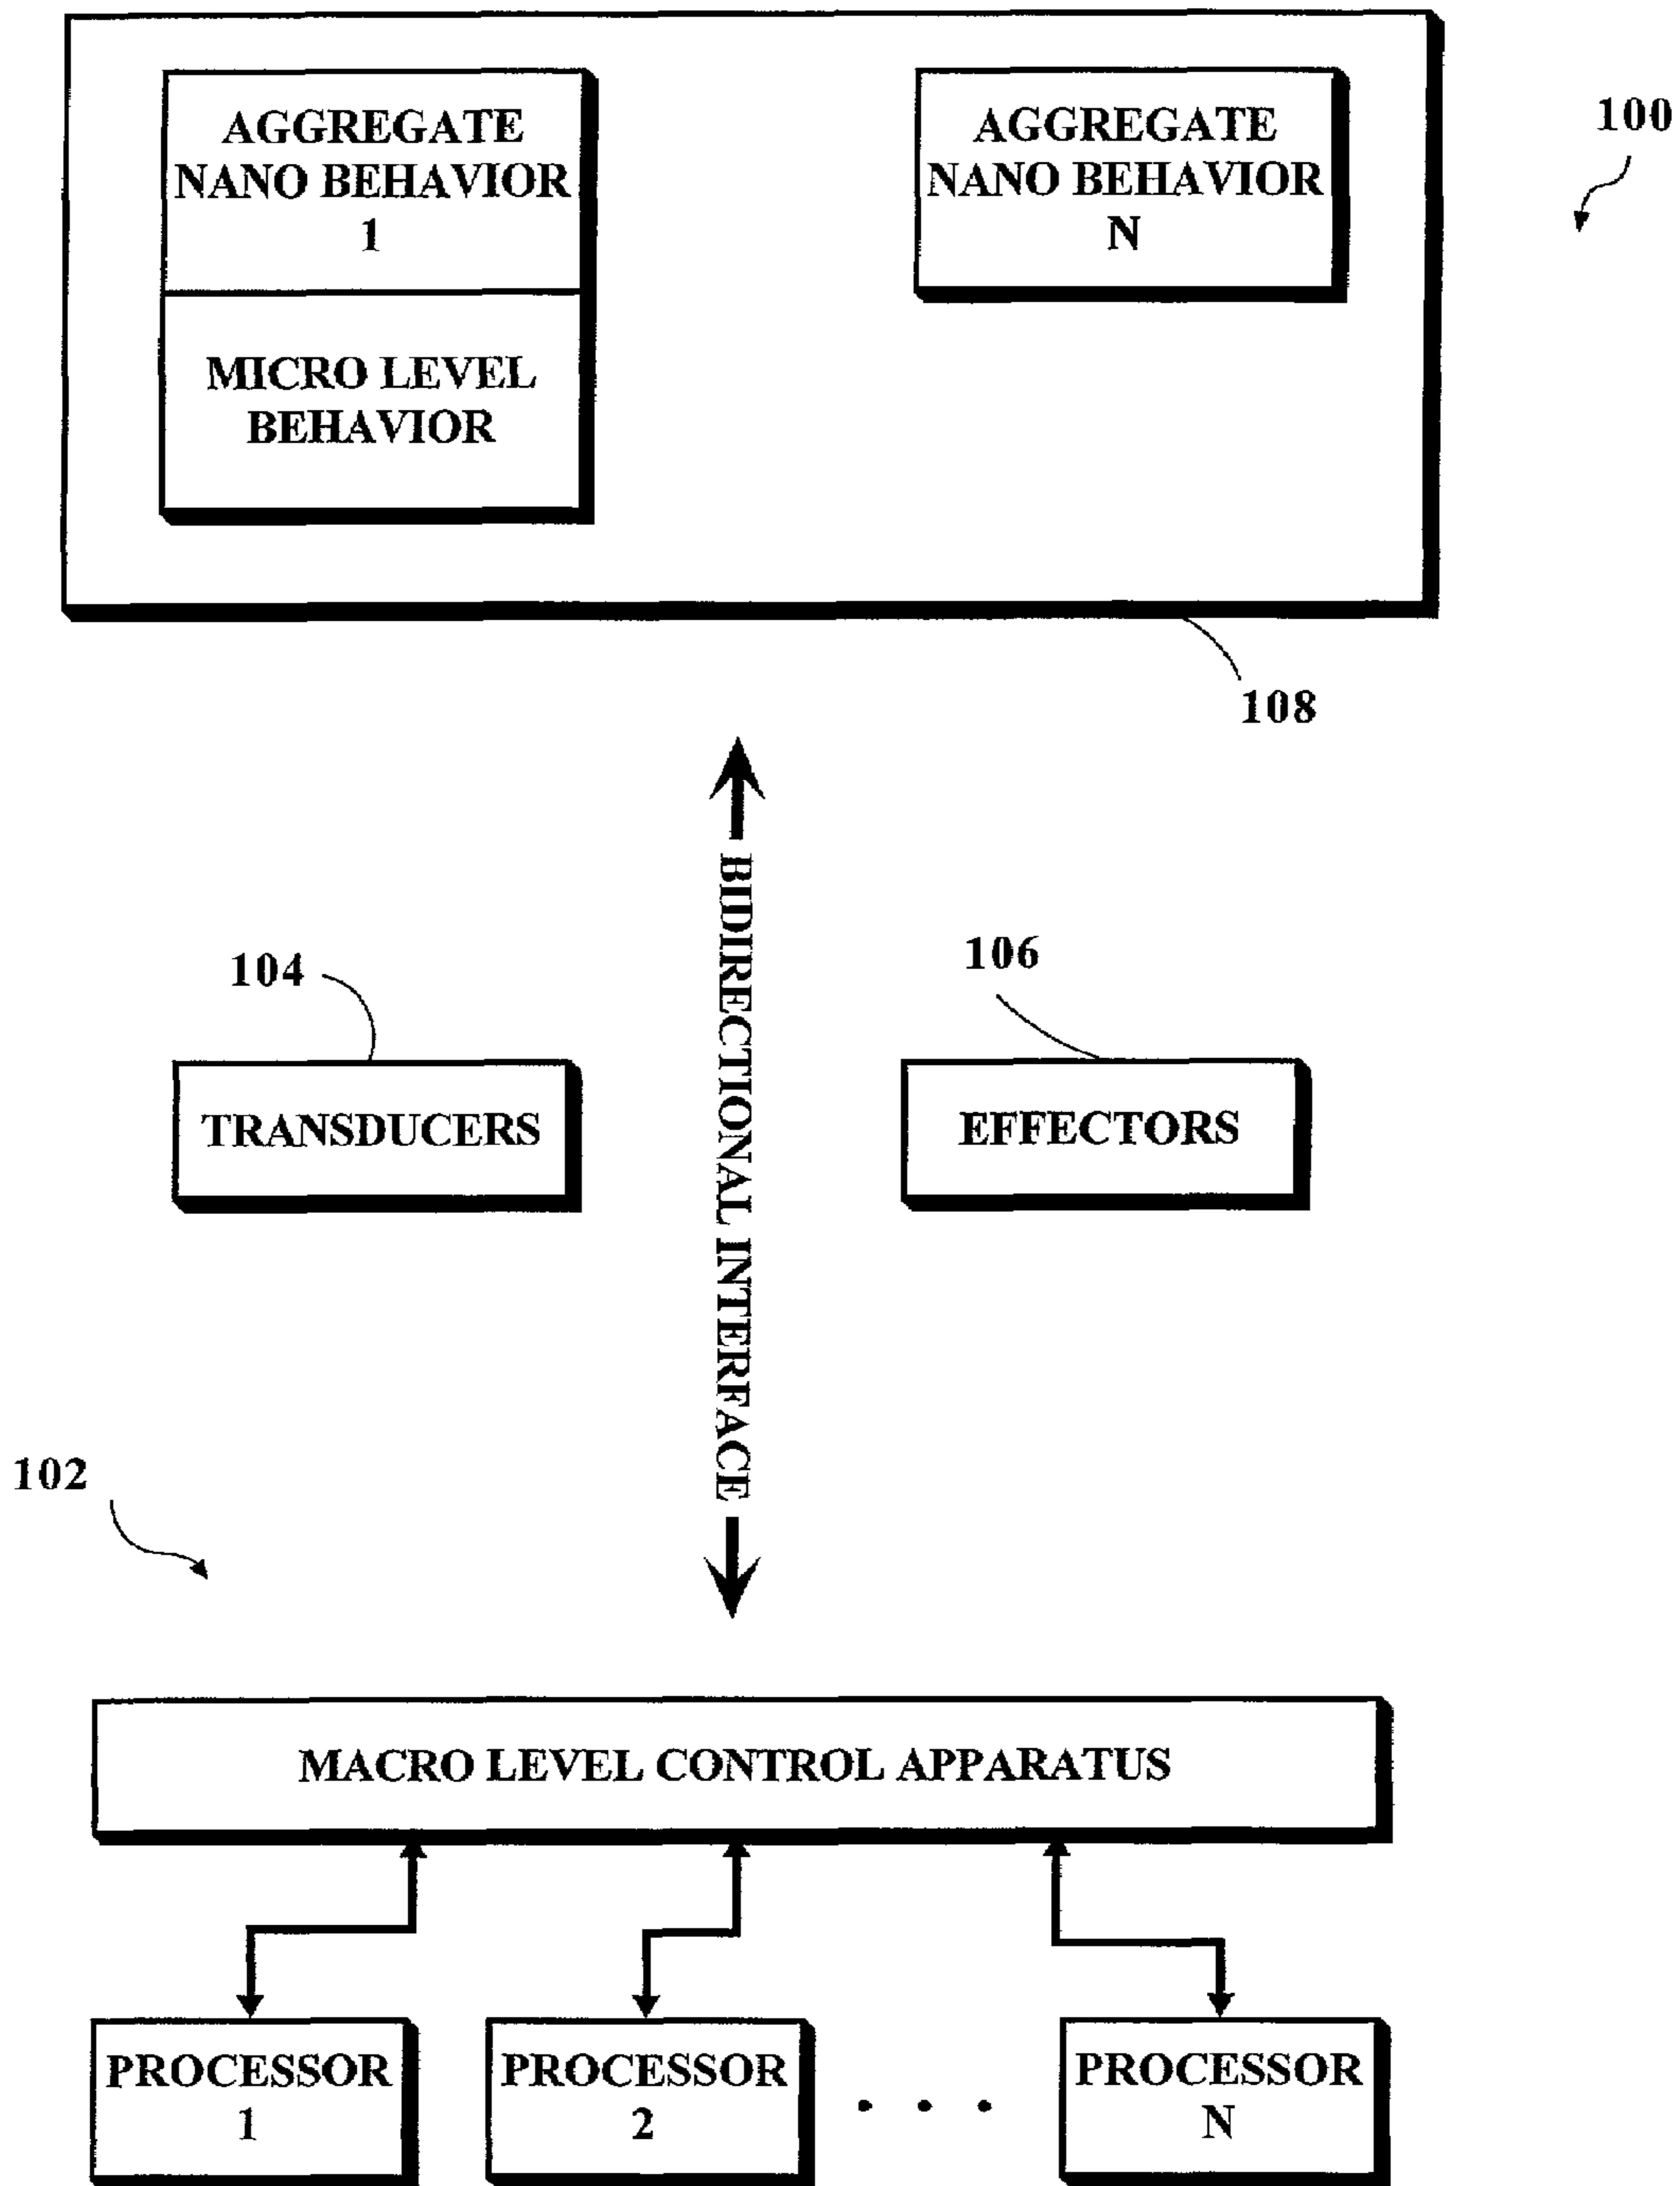 AGGREGATE
NANO BEHAVIOR
1
MICRO LEVEL
BEHAVIOR
AGGREGATE
NANO BEHAVIOR
N
100
108
BIDIRECTIONAL INTERFACE
104
TRANSDUCERS
106
EFFECTORS
102
MACRO LEVEL CONTROL APPARATUS
PROCESSOR
1
PROCESSOR
2
. . .
PROCESSOR
N